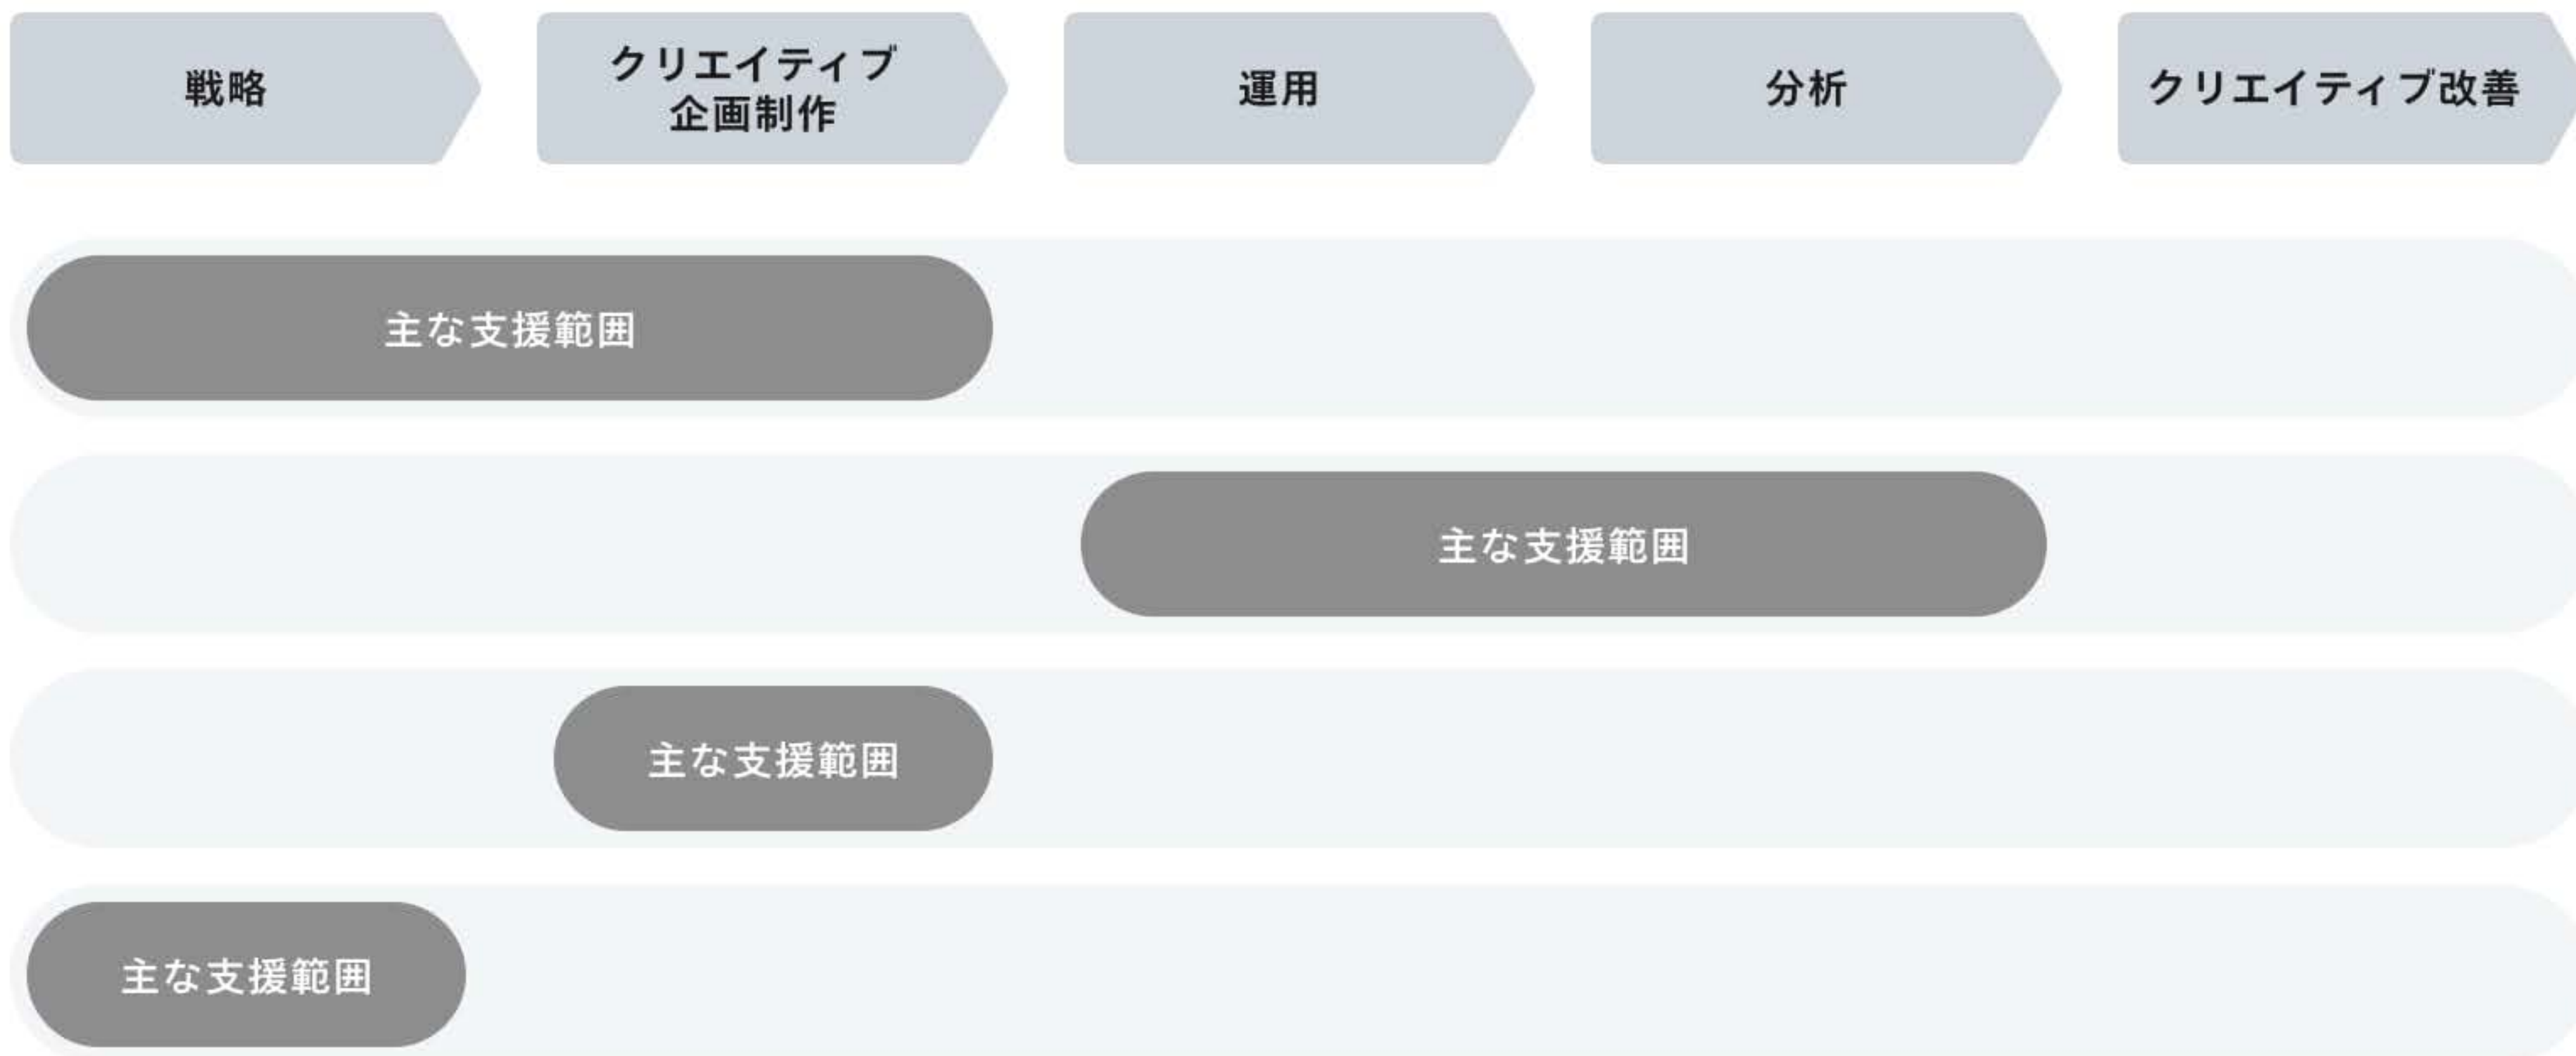 戦略
クリエイティブ
企画制作
運用
分析
クリエイティブ改善
主な支援範囲
主な支援範囲
主な支援範囲
主な支援範囲